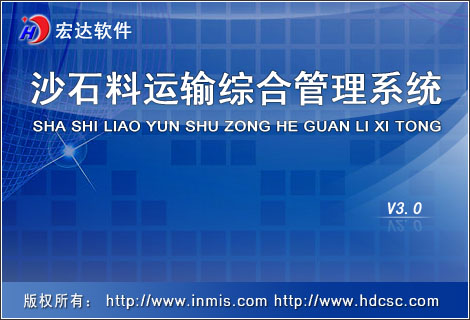 宏达软件
沙石料运输综合管理系统
SHA SHI LIAO YUN SHU ZONG HE GUAN LI XI TONG
V3.0
版权所有： http://www.inmis.com http://www.hdcsc.com